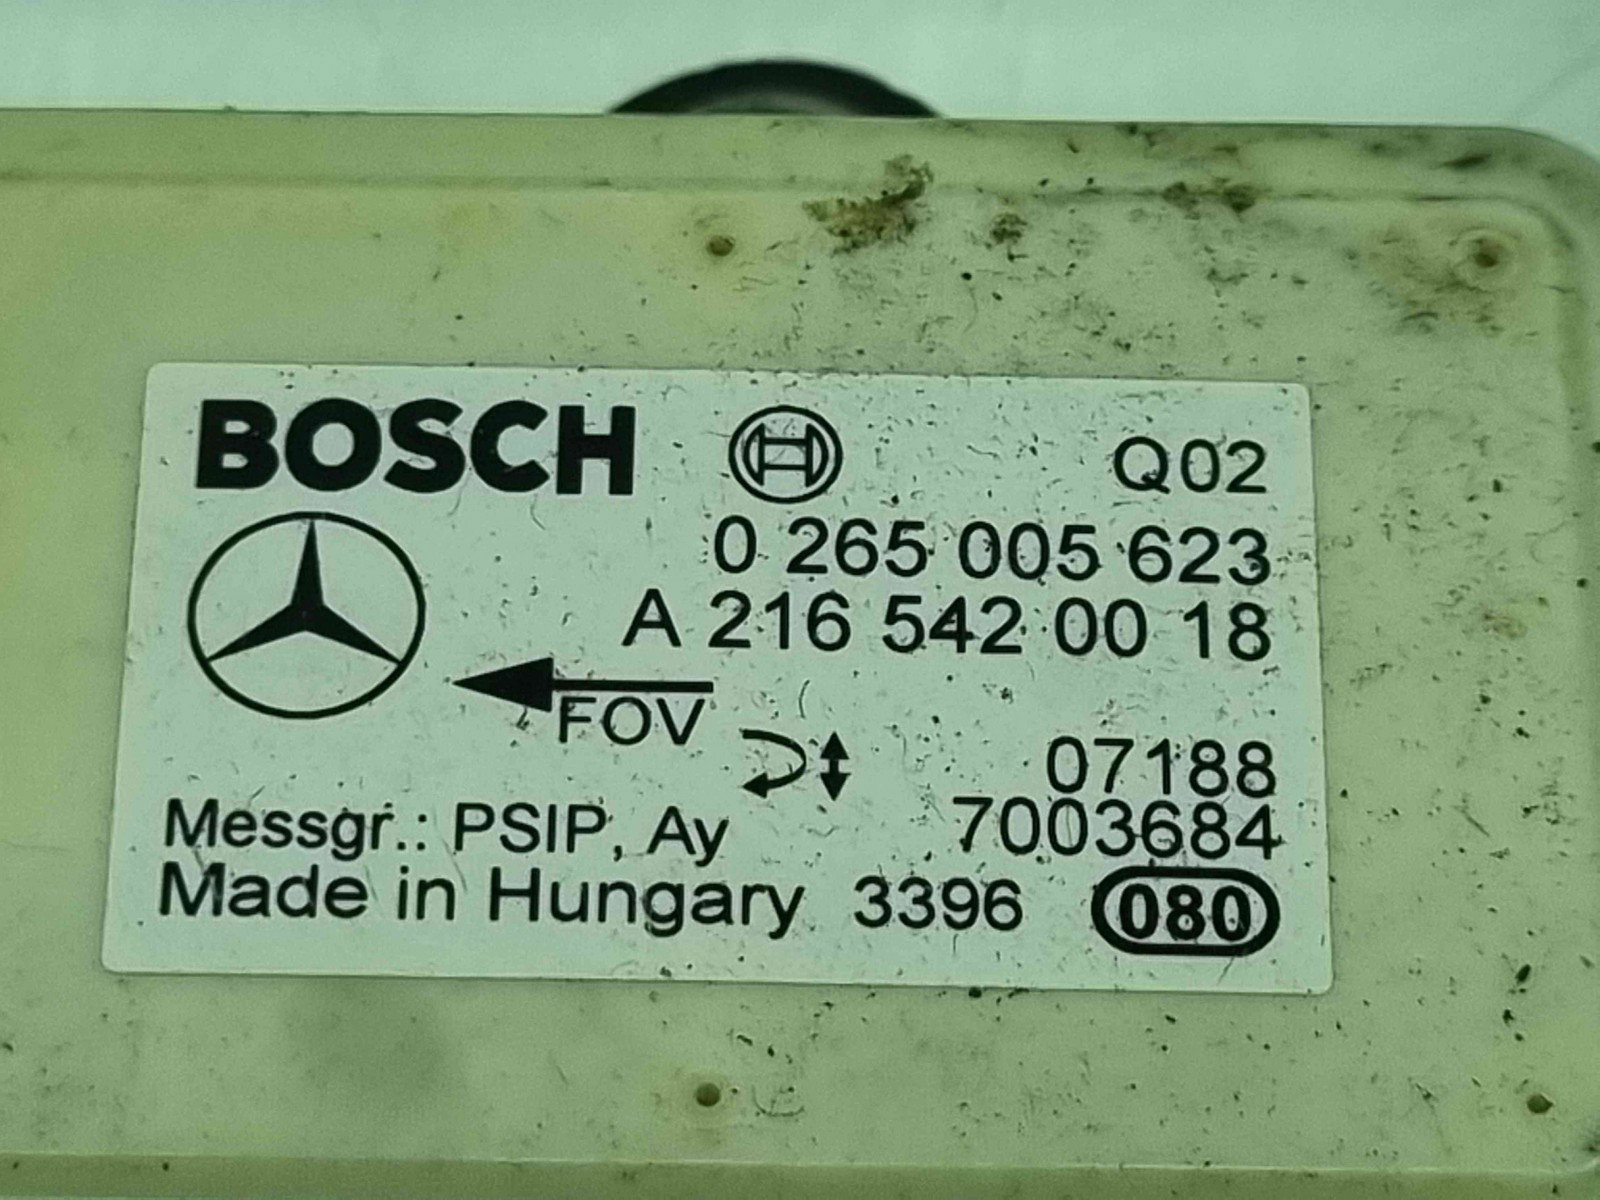 BOSCH Q02
0 265 005 623
A 216 542 00 18
FOV
07188
Messgr.: PSIP, Ay 7003684
Made in Hungary 3396 080